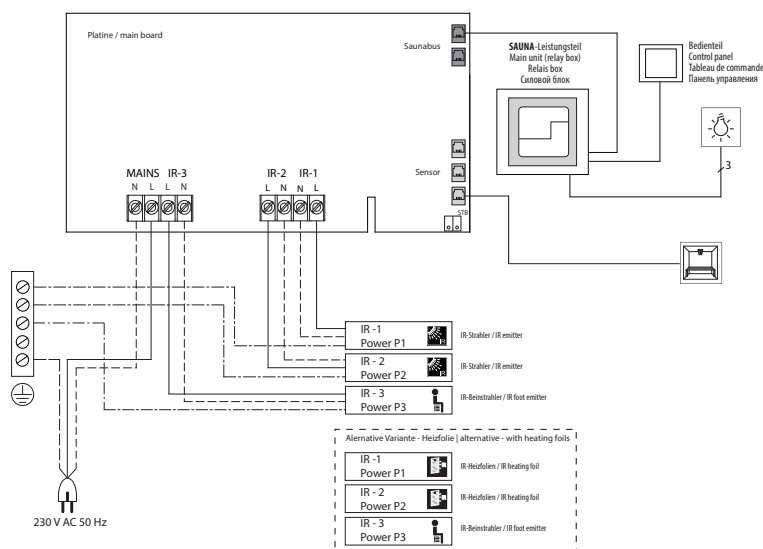 Platine / main board
Saunabus
SAUNA-Leistungsteil
Main unit (relay box)
Relais box
Силовой блок
Bedienteil
Control panel
Tableau de commande
Панель управления
3
Sensor
STB
MAINS IR-3
N L L N
IR-2 IR-1
L N N L
IR -1
Power P1
IR
IR-Strahler / IR emitter
IR - 2
Power P2
IR
IR-Strahler / IR emitter
IR - 3
Power P3
IR-Beinstrahler / IR foot emitter
Alernative Variante - Heizfolie | alternative - with heating foils
IR -1
Power P1
IR-Heizfolien / IR heating foil
IR - 2
Power P2
IR-Heizfolien / IR heating foil
IR - 3
Power P3
IR-Beinstrahler / IR foot emitter
230 V AC 50 Hz